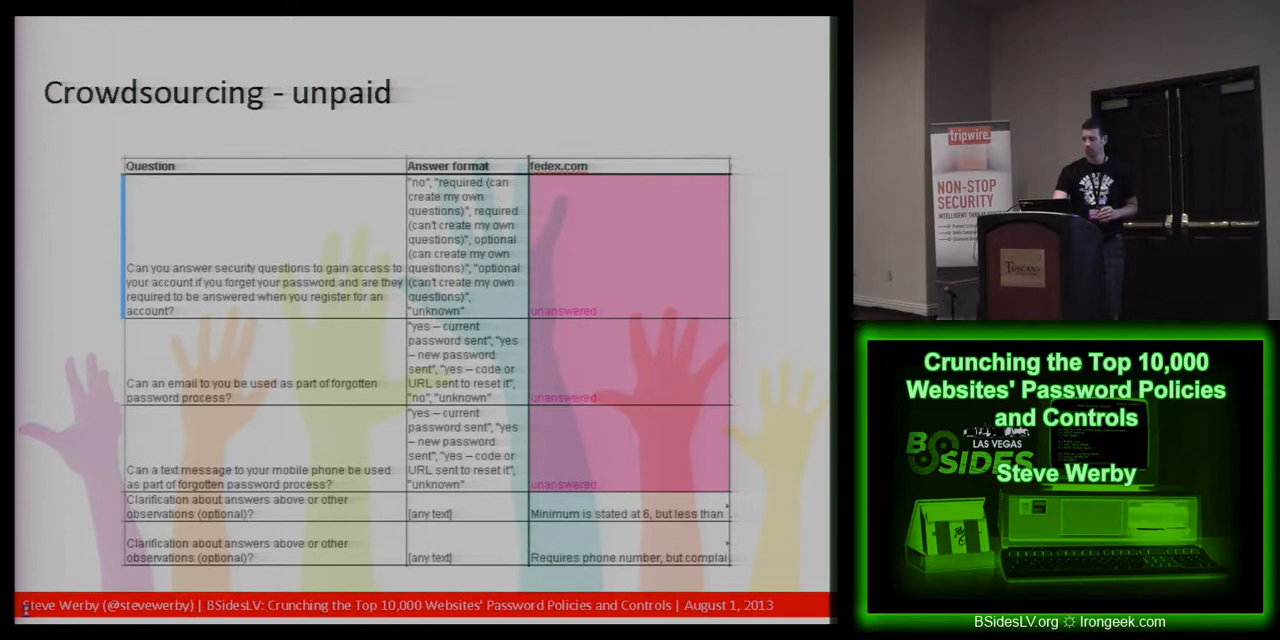 Crowdsourcing - unpaid
Question
Answer format
fedex.com
Can you answer security questions to gain access to
your account if you forget your password and are they
required to be answered when you register for an
account?
"no", "required (can
create my own
questions)", required
(can't create my own
questions)", optional
(can create my own
questions)", "optional
(can't create my own
questions)",
"unknown"
unanswered
Can an email to you be used as part of forgotten
password process?
"yes – current
password sent", "yes
– new password
sent", "yes – code or
URL sent to reset it",
"no", "unknown"
unanswered
Can a text message to your mobile phone be used
as part of forgotten password process?
"yes – current
password sent", "yes
– new password
sent", "yes – code or
URL sent to reset it",
"unknown"
unanswered
Clarification about answers above or other
observations (optional)?
[any text]
Minimum is stated at 6, but less than
Clarification about answers above or other
observations (optional)?
[any text]
Requires phone number, but complai
Steve Werby (@stevewerby) | BSidesLV: Crunching the Top 10,000 Websites' Password Policies and Controls | August 1, 2013
tripwire
NON-STOP
SECURITY
TUSCANY
Crunching the Top 10,000
Websites' Password Policies
and Controls
BSIDES
LAS VEGAS
Steve Werby
BSidesLV.org ☼ Irongeek.com